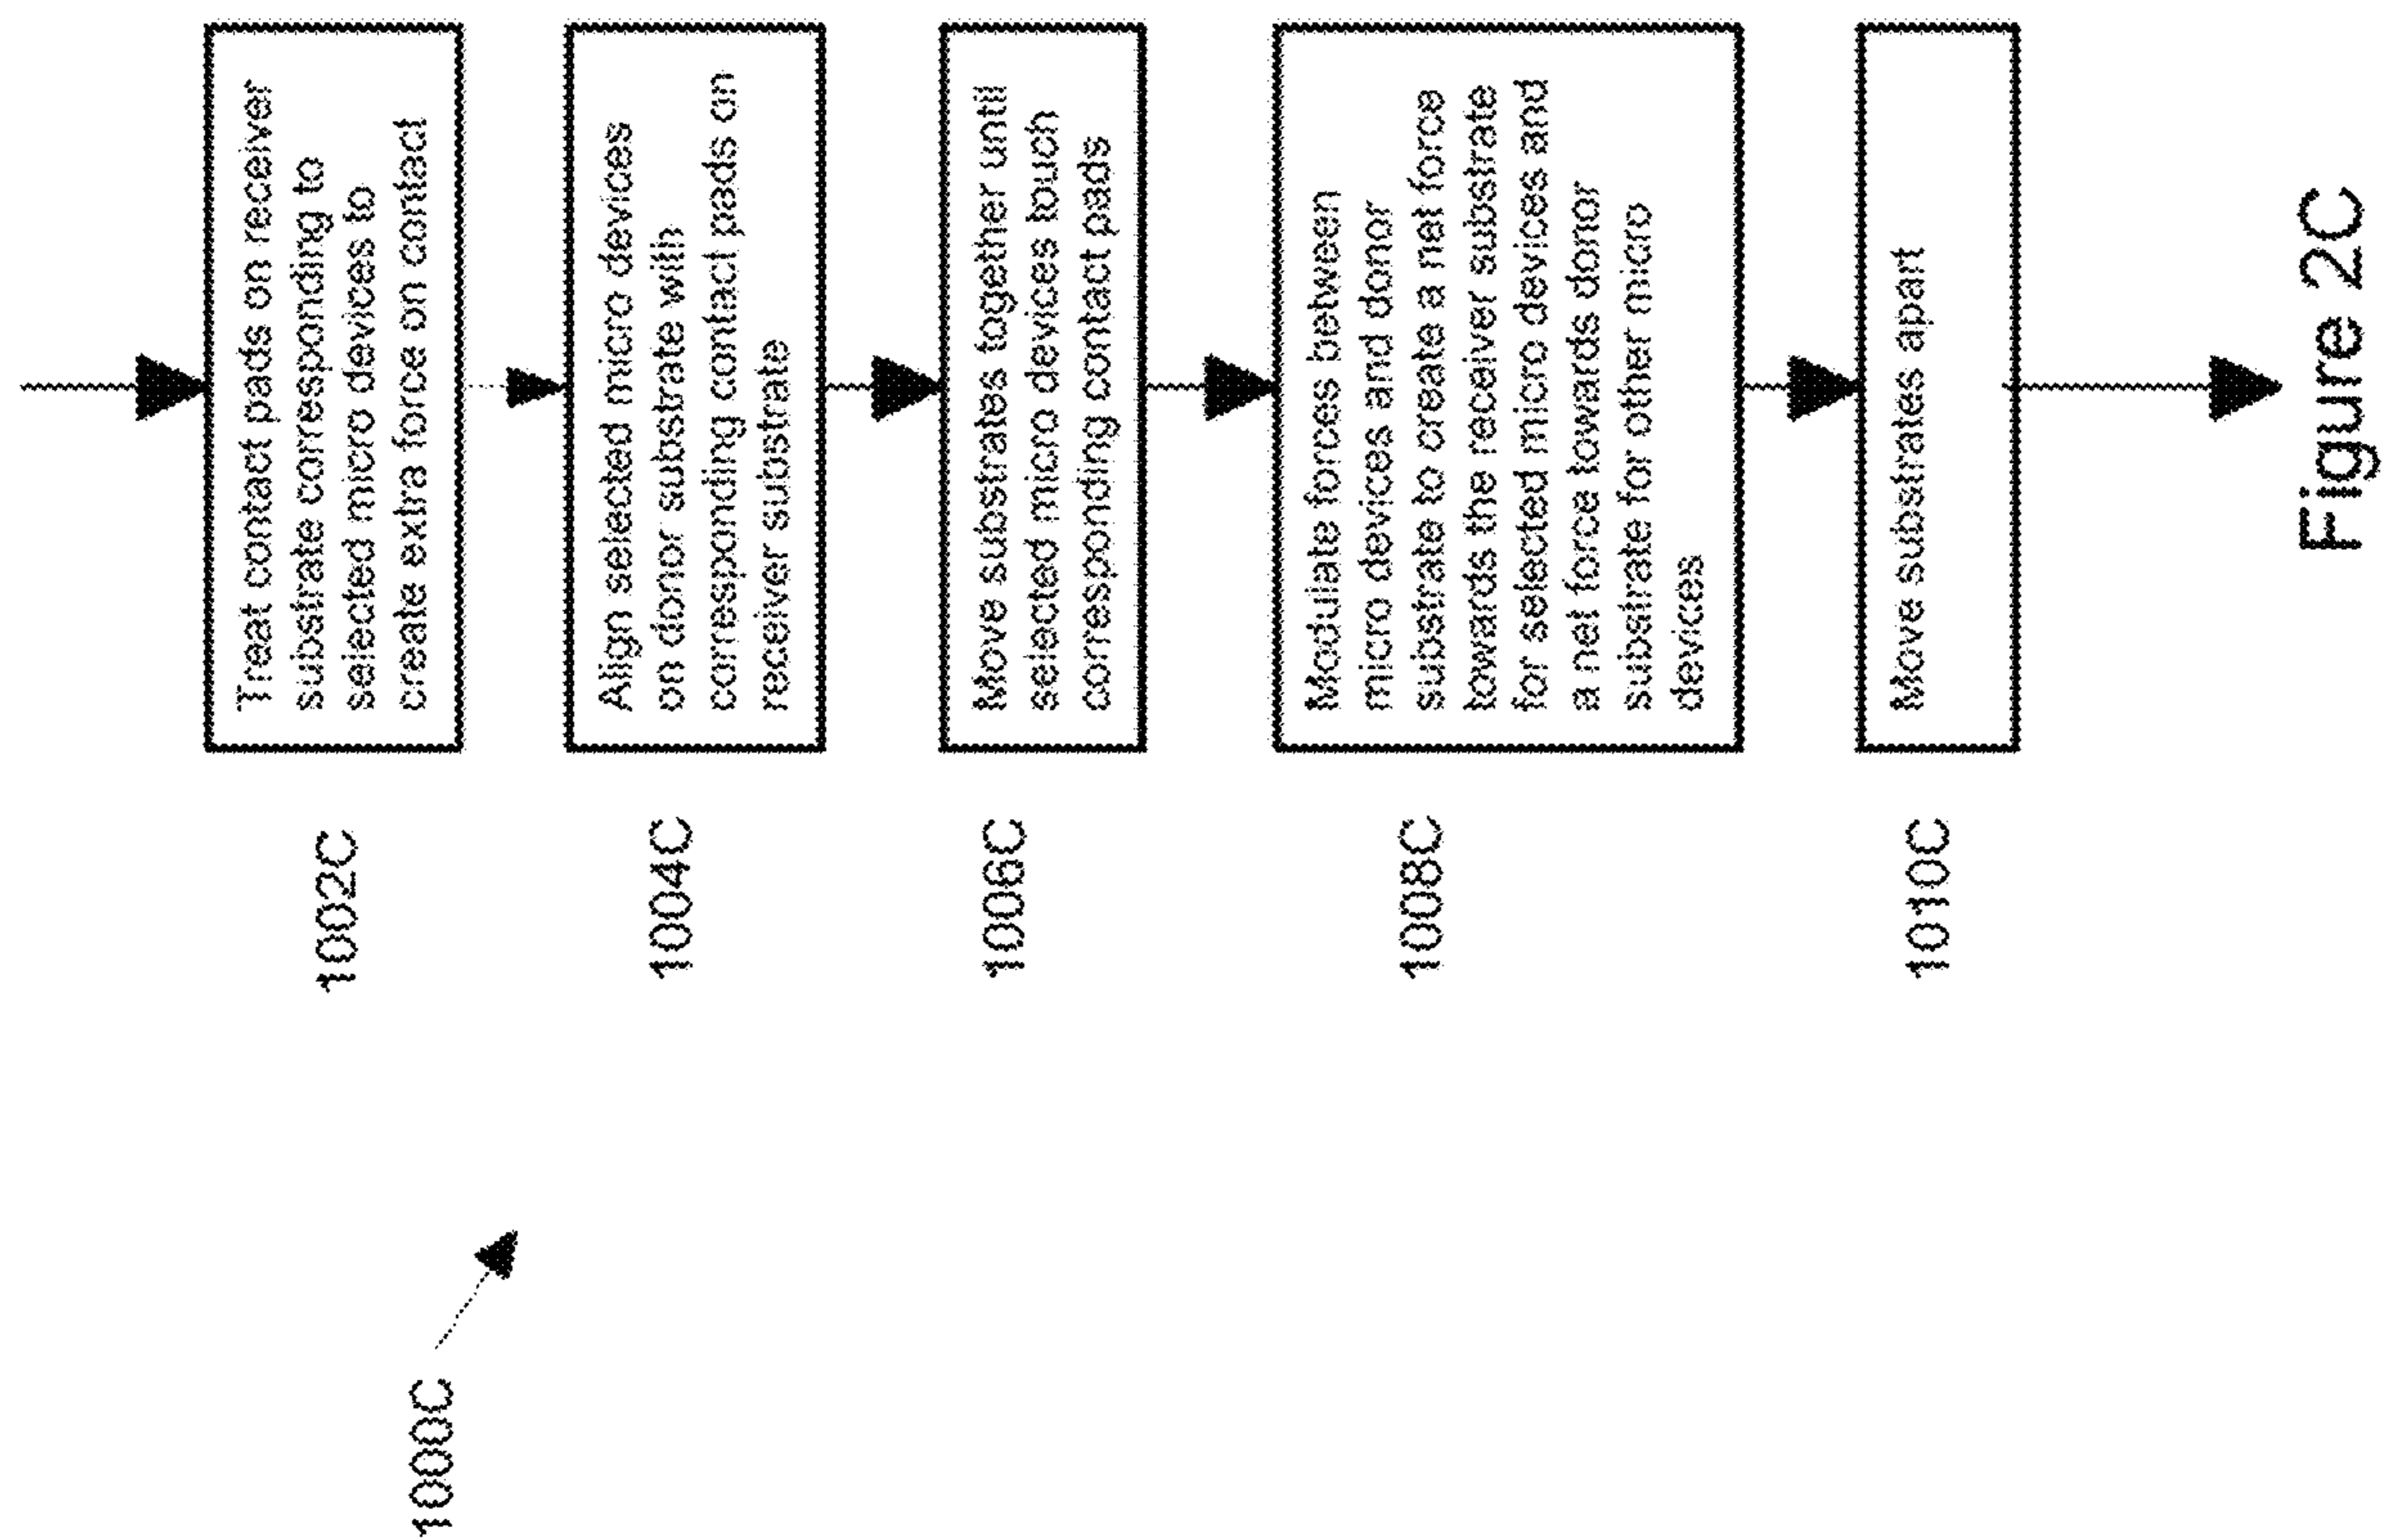 1000C
1002C
Treat contact pads on receiver
substrate corresponding to
selected micro devices to
create extra force on contact
1004C
Align selected micro devices
on donor substrate with
corresponding contact pads on
receiver substrate
1006C
Move substrates together until
selected micro devices touch
corresponding contact pads
1008C
Modulate forces between
micro devices and donor
substrate to create a net force
towards the receiver substrate
for selected micro devices and
a net force towards donor
substrate for other micro
devices
1010C
Move substrates apart
Figure 2C